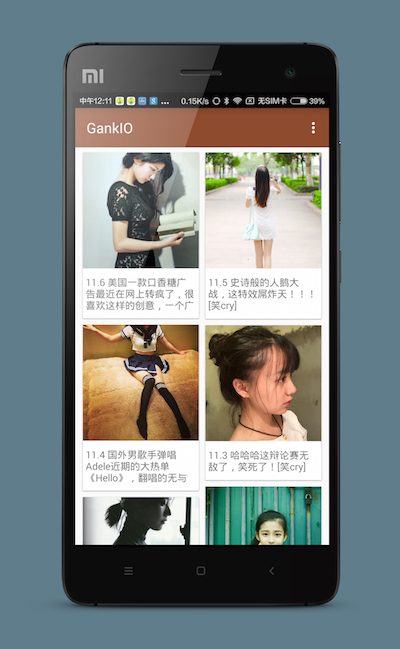 MI
中午12:11
... 0.15K/s 无SIM卡 39%
GankIO
11.6 美国一款口香糖广
告最近在网上转疯了，很
喜欢这样的创意，一个广
11.5 史诗般的人鹅大
战，这特效屌炸天！！！
[笑cry]
11.4 国外男歌手弹唱
Adele近期的大热单
《Hello》，翻唱的无与
11.3 哈哈哈这辩论赛无
敌了，笑死了！[笑cry]